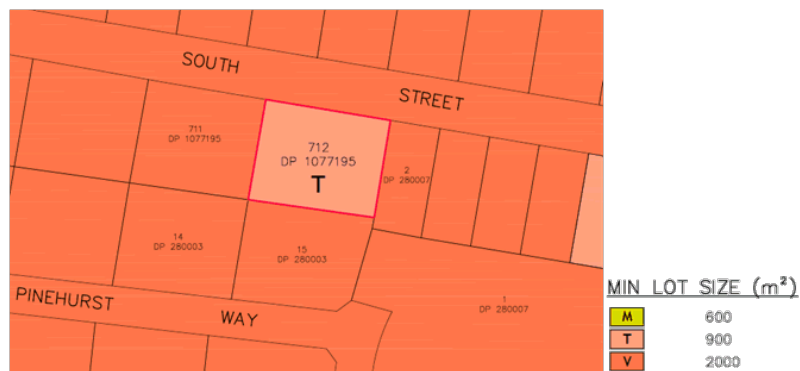 SOUTH
STREET
711
DP 1077195
712
DP 1077195
T
2
DP 280007
14
DP 280003
15
DP 280003
1
DP 280007
PINEHURST
WAY
MIN LOT SIZE (m²)
M 600
T 900
V 2000